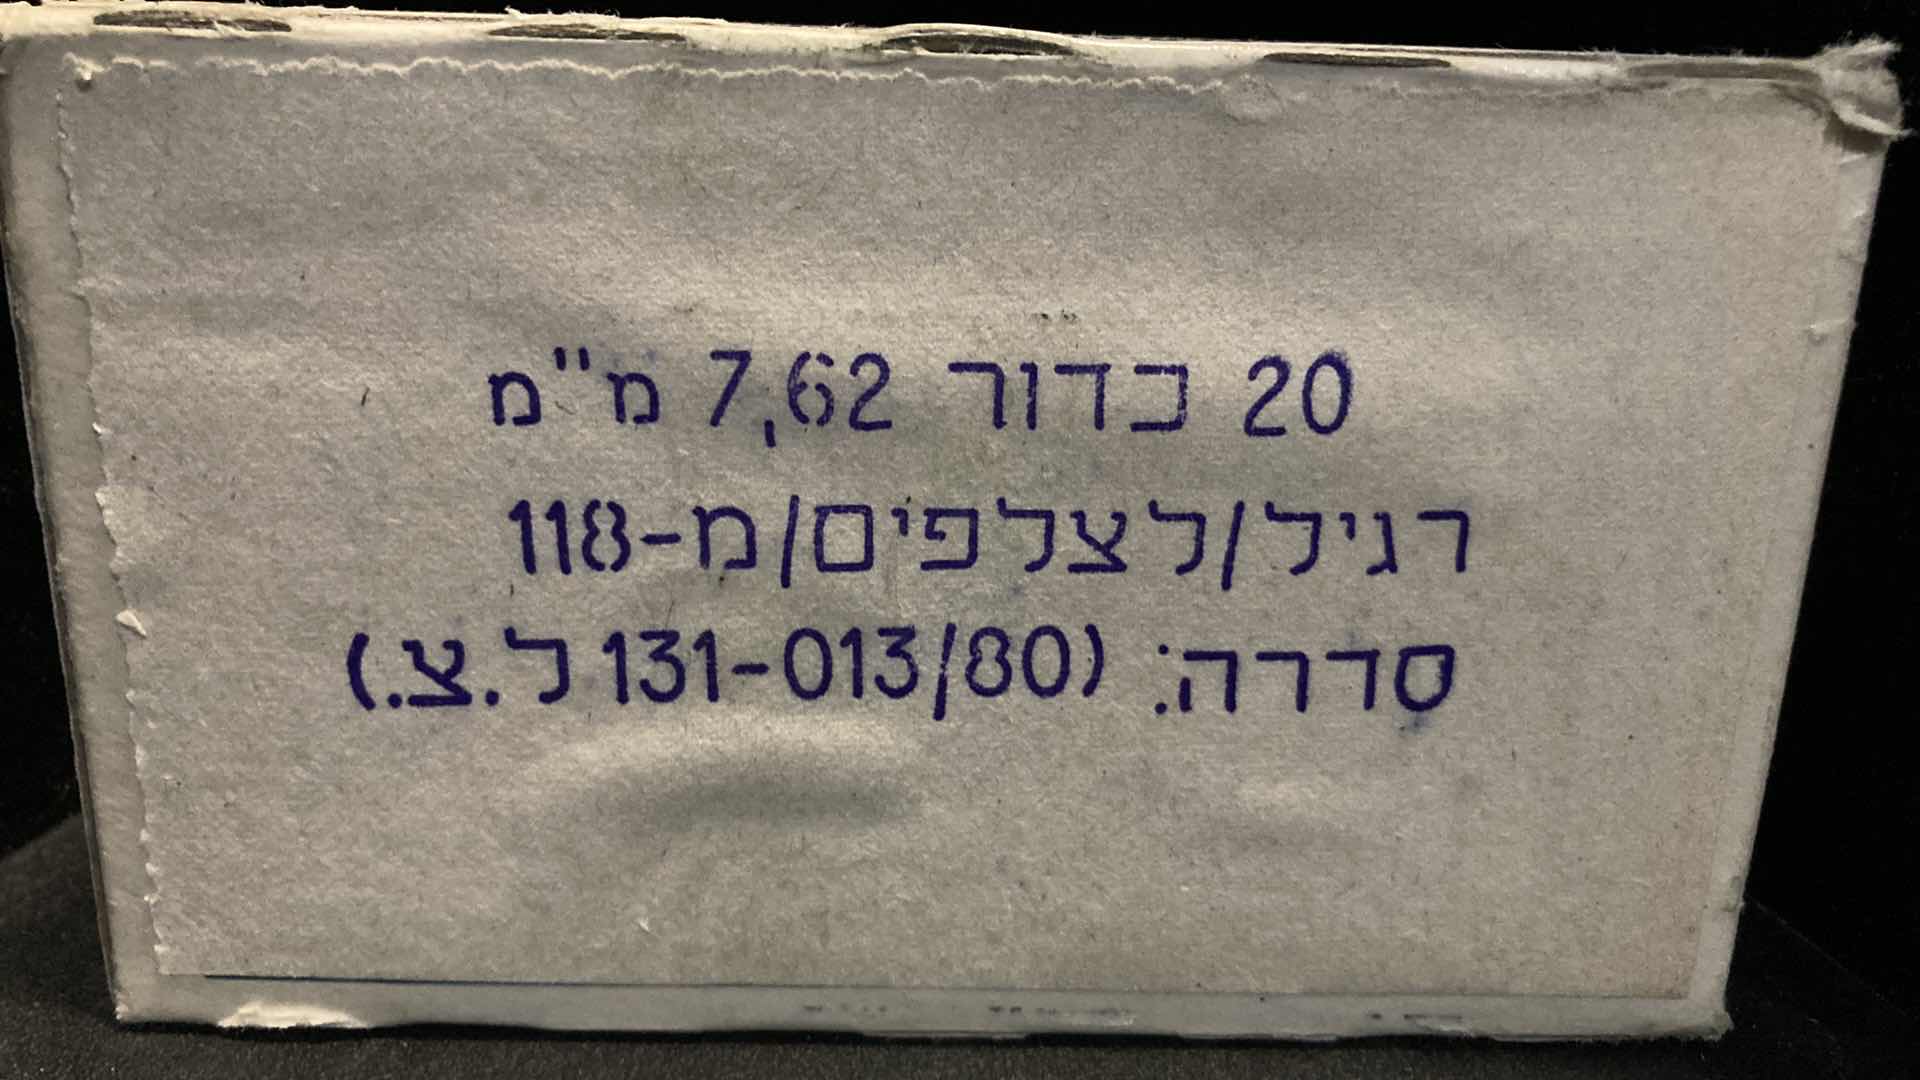 20 כדור 7,62 מ"מ
רגיל/לצלפים/מ-118
סדרה: (131-013/80 ל.צ.)